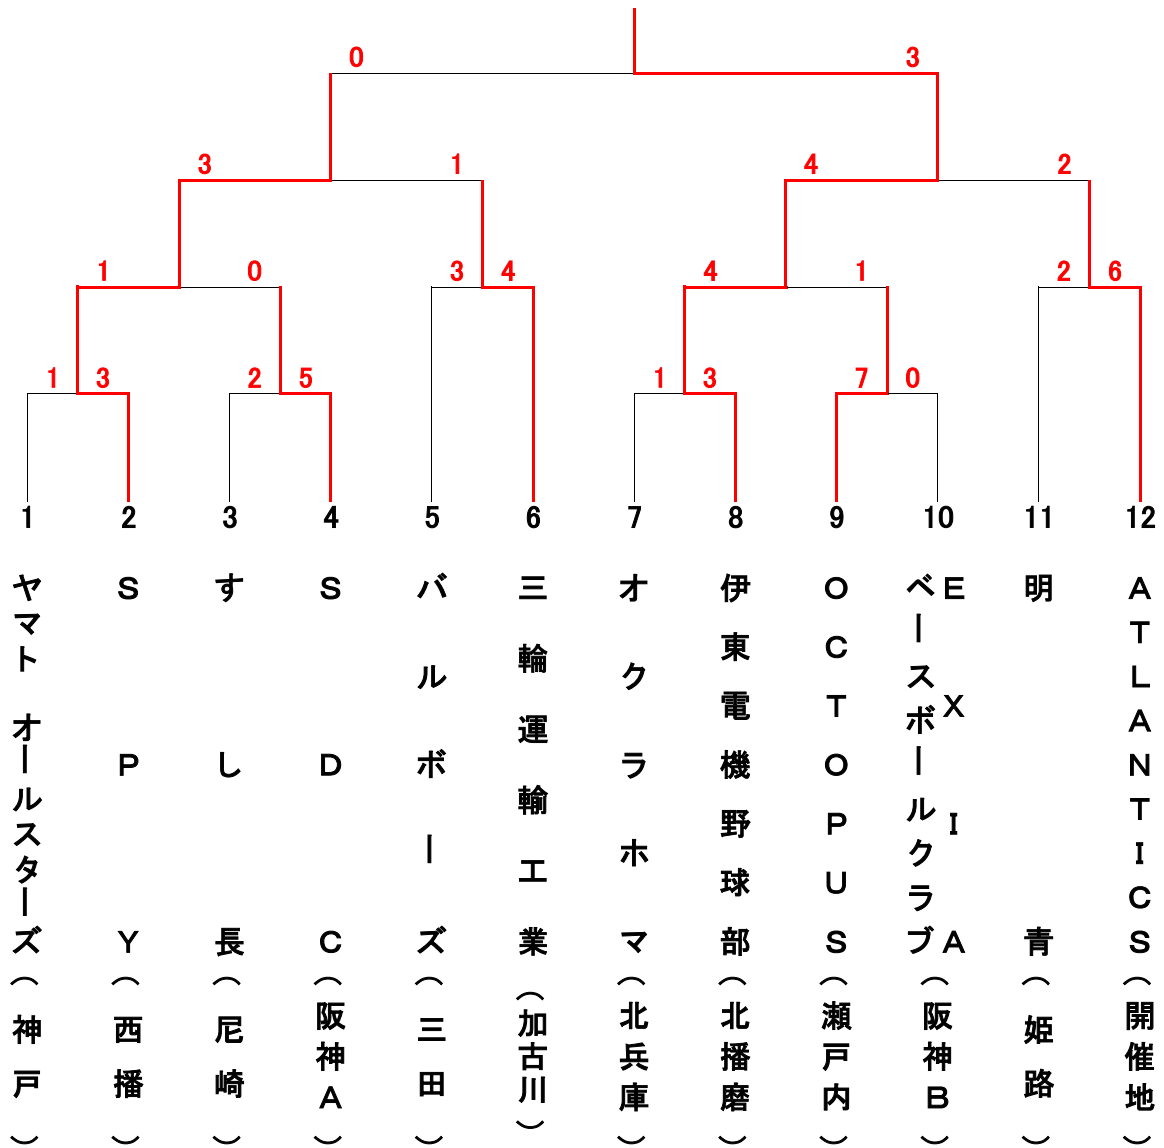 0 3
3 1 4 2
1 0 3 4 4 1 2 6
1 3 2 5 1 3 7 0
1 2 3 4 5 6 7 8 9 10 11 12
ヤマト オールスターズ(神戸)
SPY(西播)
すし長(尼崎)
SDC(阪神A)
バルボーズ(三田)
三輪運輸工業(加古川)
オクラホマ(北兵庫)
伊東電機野球部(北播磨)
OCTOPUS(瀬戸内)
EXIA
ベースボールクラブ(阪神B)
明青(姫路)
ATLANTICS(開催地)